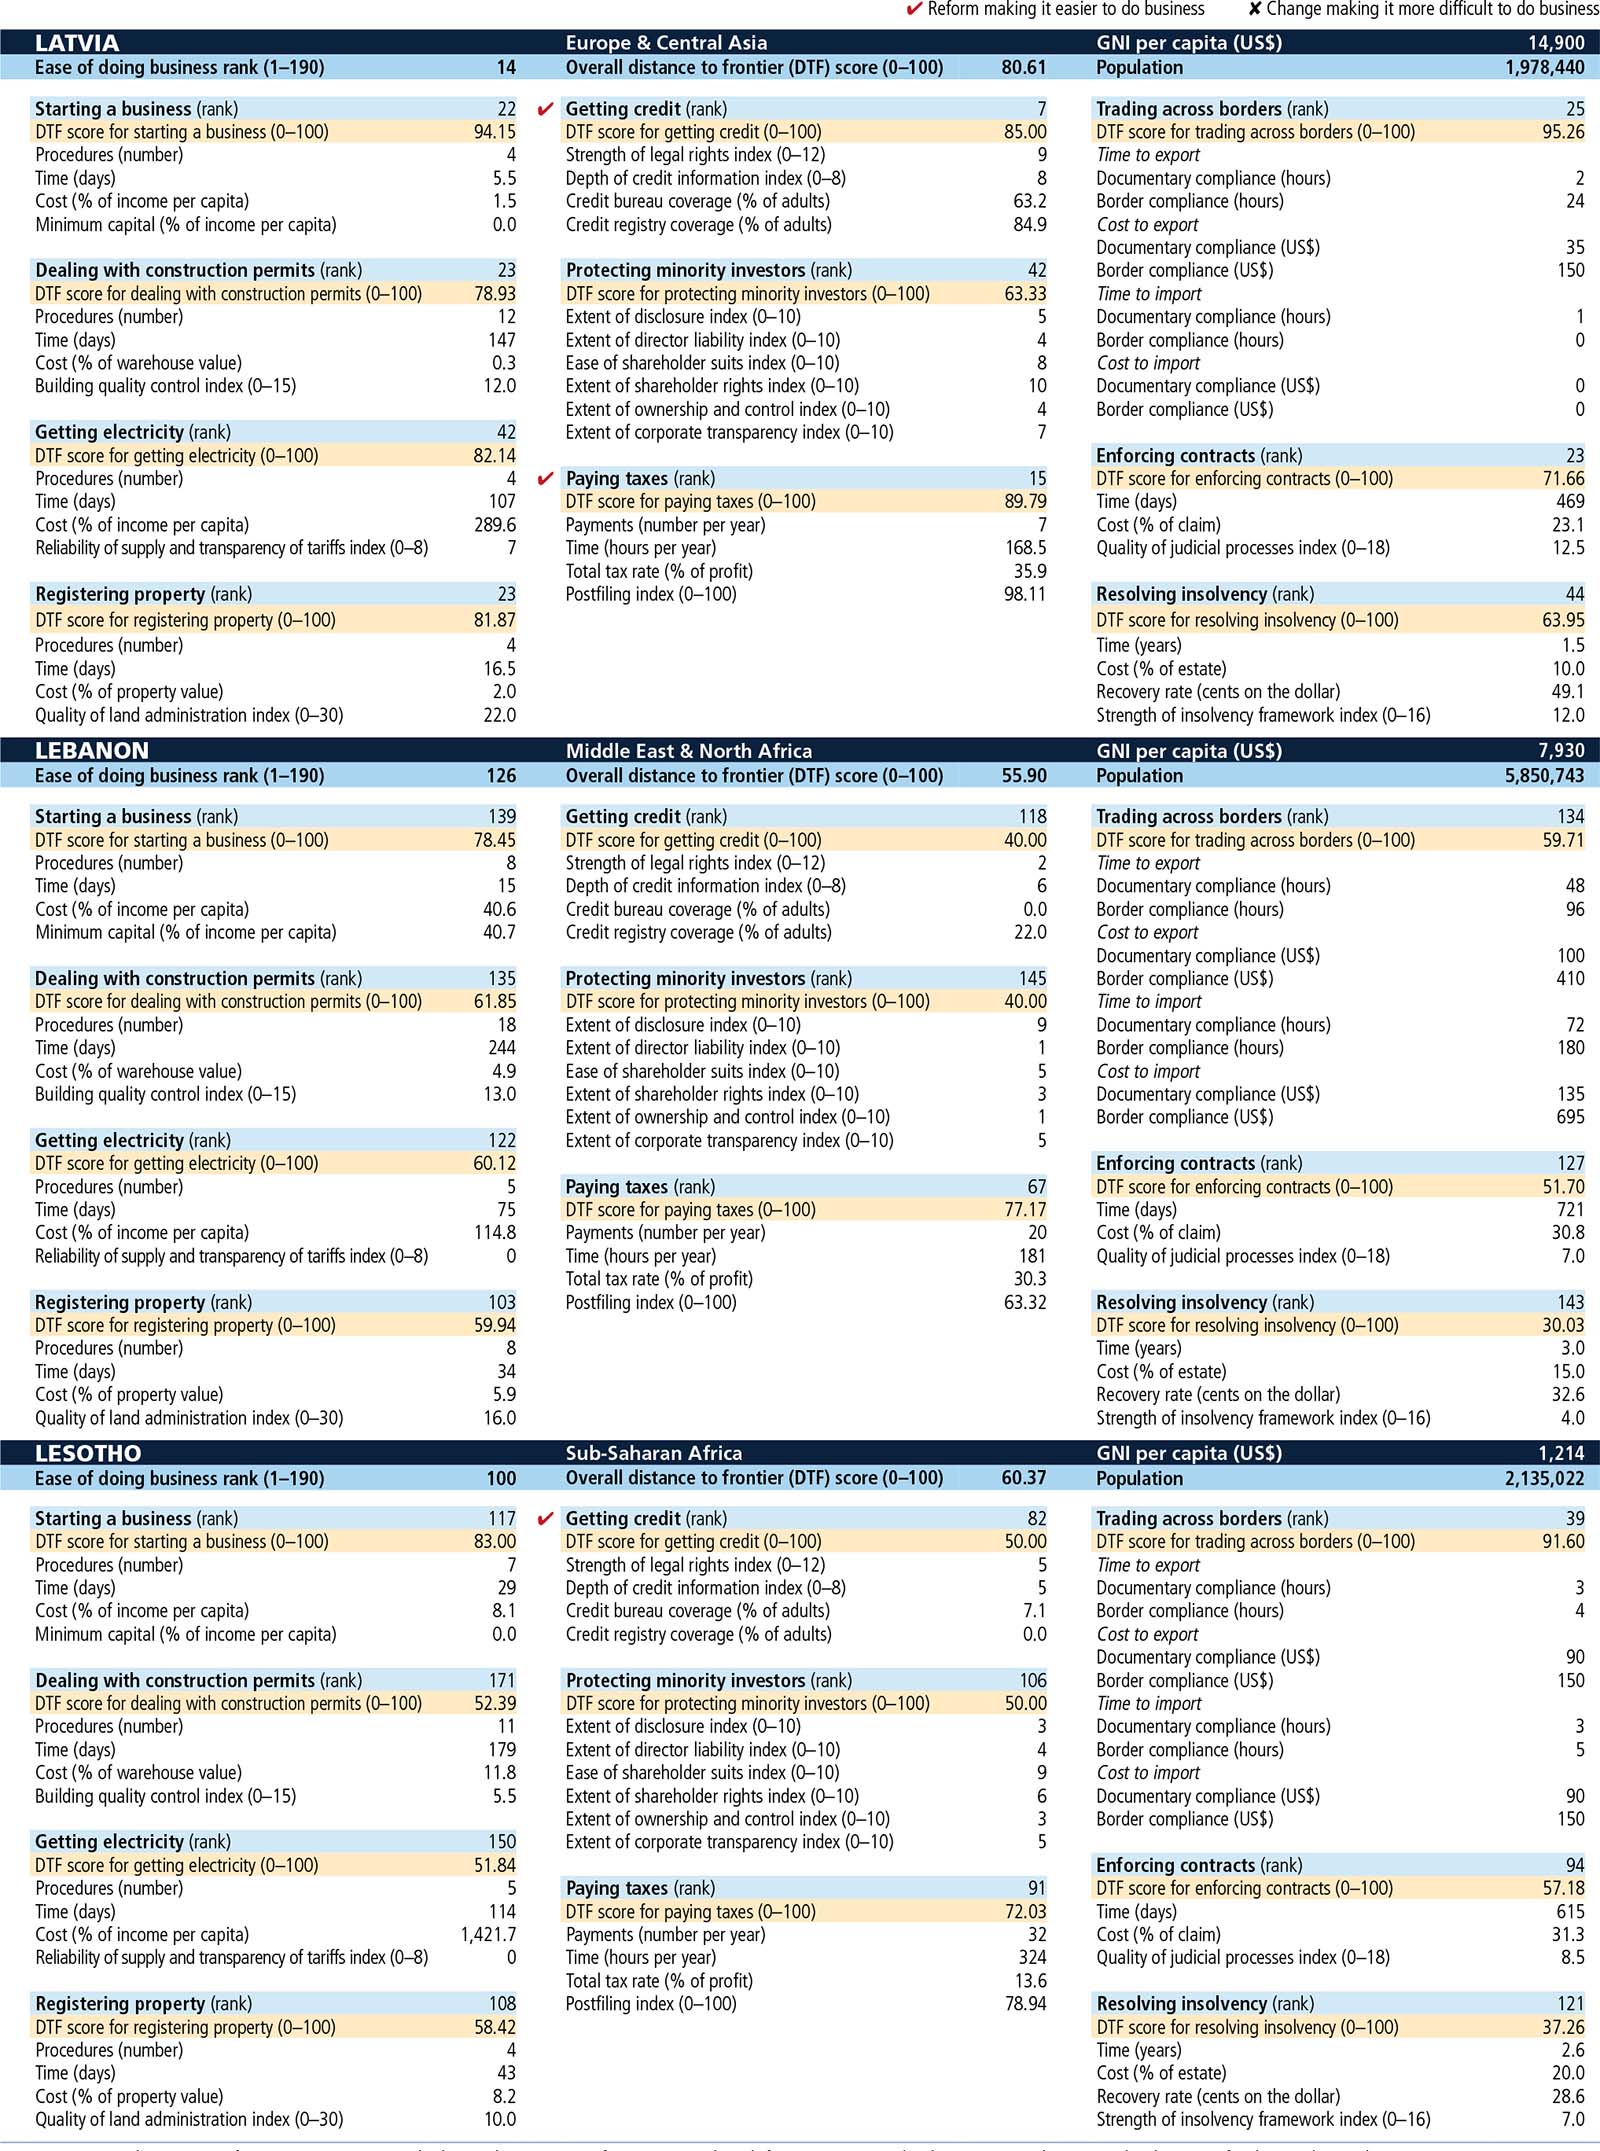 ✔ Reform making it easier to do business ✘ Change making it more difficult to do business
LATVIA Europe & Central Asia GNI per capita (US$) 14,900
Ease of doing business rank (1–190) 14 Overall distance to frontier (DTF) score (0–100) 80.61 Population 1,978,440
Starting a business (rank) 22
DTF score for starting a business (0–100) 94.15
Procedures (number) 4
Time (days) 5.5
Cost (% of income per capita) 1.5
Minimum capital (% of income per capita) 0.0
Dealing with construction permits (rank) 23
DTF score for dealing with construction permits (0–100) 78.93
Procedures (number) 12
Time (days) 147
Cost (% of warehouse value) 0.3
Building quality control index (0–15) 12.0
Getting electricity (rank) 42
DTF score for getting electricity (0–100) 82.14
Procedures (number) 4
Time (days) 107
Cost (% of income per capita) 289.6
Reliability of supply and transparency of tariffs index (0–8) 7
Registering property (rank) 23
DTF score for registering property (0–100) 81.87
Procedures (number) 4
Time (days) 16.5
Cost (% of property value) 2.0
Quality of land administration index (0–30) 22.0
✔ Getting credit (rank) 7
DTF score for getting credit (0–100) 85.00
Strength of legal rights index (0–12) 9
Depth of credit information index (0–8) 8
Credit bureau coverage (% of adults) 63.2
Credit registry coverage (% of adults) 84.9
Protecting minority investors (rank) 42
DTF score for protecting minority investors (0–100) 63.33
Extent of disclosure index (0–10) 5
Extent of director liability index (0–10) 4
Ease of shareholder suits index (0–10) 8
Extent of shareholder rights index (0–10) 10
Extent of ownership and control index (0–10) 4
Extent of corporate transparency index (0–10) 7
✔ Paying taxes (rank) 15
DTF score for paying taxes (0–100) 89.79
Payments (number per year) 7
Time (hours per year) 168.5
Total tax rate (% of profit) 35.9
Postfiling index (0–100) 98.11
Trading across borders (rank) 25
DTF score for trading across borders (0–100) 95.26
Time to export
Documentary compliance (hours) 2
Border compliance (hours) 24
Cost to export
Documentary compliance (US$) 35
Border compliance (US$) 150
Time to import
Documentary compliance (hours) 1
Border compliance (hours) 0
Cost to import
Documentary compliance (US$) 0
Border compliance (US$) 0
Enforcing contracts (rank) 23
DTF score for enforcing contracts (0–100) 71.66
Time (days) 469
Cost (% of claim) 23.1
Quality of judicial processes index (0–18) 12.5
Resolving insolvency (rank) 44
DTF score for resolving insolvency (0–100) 63.95
Time (years) 1.5
Cost (% of estate) 10.0
Recovery rate (cents on the dollar) 49.1
Strength of insolvency framework index (0–16) 12.0
LEBANON Middle East & North Africa GNI per capita (US$) 7,930
Ease of doing business rank (1–190) 126 Overall distance to frontier (DTF) score (0–100) 55.90 Population 5,850,743
Starting a business (rank) 139
DTF score for starting a business (0–100) 78.45
Procedures (number) 8
Time (days) 15
Cost (% of income per capita) 40.6
Minimum capital (% of income per capita) 40.7
Dealing with construction permits (rank) 135
DTF score for dealing with construction permits (0–100) 61.85
Procedures (number) 18
Time (days) 244
Cost (% of warehouse value) 4.9
Building quality control index (0–15) 13.0
Getting electricity (rank) 122
DTF score for getting electricity (0–100) 60.12
Procedures (number) 5
Time (days) 75
Cost (% of income per capita) 114.8
Reliability of supply and transparency of tariffs index (0–8) 0
Registering property (rank) 103
DTF score for registering property (0–100) 59.94
Procedures (number) 8
Time (days) 34
Cost (% of property value) 5.9
Quality of land administration index (0–30) 16.0
Getting credit (rank) 118
DTF score for getting credit (0–100) 40.00
Strength of legal rights index (0–12) 2
Depth of credit information index (0–8) 6
Credit bureau coverage (% of adults) 0.0
Credit registry coverage (% of adults) 22.0
Protecting minority investors (rank) 145
DTF score for protecting minority investors (0–100) 40.00
Extent of disclosure index (0–10) 9
Extent of director liability index (0–10) 1
Ease of shareholder suits index (0–10) 5
Extent of shareholder rights index (0–10) 3
Extent of ownership and control index (0–10) 1
Extent of corporate transparency index (0–10) 5
Paying taxes (rank) 67
DTF score for paying taxes (0–100) 77.17
Payments (number per year) 20
Time (hours per year) 181
Total tax rate (% of profit) 30.3
Postfiling index (0–100) 63.32
Trading across borders (rank) 134
DTF score for trading across borders (0–100) 59.71
Time to export
Documentary compliance (hours) 48
Border compliance (hours) 96
Cost to export
Documentary compliance (US$) 100
Border compliance (US$) 410
Time to import
Documentary compliance (hours) 72
Border compliance (hours) 180
Cost to import
Documentary compliance (US$) 135
Border compliance (US$) 695
Enforcing contracts (rank) 127
DTF score for enforcing contracts (0–100) 51.70
Time (days) 721
Cost (% of claim) 30.8
Quality of judicial processes index (0–18) 7.0
Resolving insolvency (rank) 143
DTF score for resolving insolvency (0–100) 30.03
Time (years) 3.0
Cost (% of estate) 15.0
Recovery rate (cents on the dollar) 32.6
Strength of insolvency framework index (0–16) 4.0
LESOTHO Sub-Saharan Africa GNI per capita (US$) 1,214
Ease of doing business rank (1–190) 100 Overall distance to frontier (DTF) score (0–100) 60.37 Population 2,135,022
Starting a business (rank) 117
DTF score for starting a business (0–100) 83.00
Procedures (number) 7
Time (days) 29
Cost (% of income per capita) 8.1
Minimum capital (% of income per capita) 0.0
Dealing with construction permits (rank) 171
DTF score for dealing with construction permits (0–100) 52.39
Procedures (number) 11
Time (days) 179
Cost (% of warehouse value) 11.8
Building quality control index (0–15) 5.5
Getting electricity (rank) 150
DTF score for getting electricity (0–100) 51.84
Procedures (number) 5
Time (days) 114
Cost (% of income per capita) 1,421.7
Reliability of supply and transparency of tariffs index (0–8) 0
Registering property (rank) 108
DTF score for registering property (0–100) 58.42
Procedures (number) 4
Time (days) 43
Cost (% of property value) 8.2
Quality of land administration index (0–30) 10.0
✔ Getting credit (rank) 82
DTF score for getting credit (0–100) 50.00
Strength of legal rights index (0–12) 5
Depth of credit information index (0–8) 5
Credit bureau coverage (% of adults) 7.1
Credit registry coverage (% of adults) 0.0
Protecting minority investors (rank) 106
DTF score for protecting minority investors (0–100) 50.00
Extent of disclosure index (0–10) 3
Extent of director liability index (0–10) 4
Ease of shareholder suits index (0–10) 9
Extent of shareholder rights index (0–10) 6
Extent of ownership and control index (0–10) 3
Extent of corporate transparency index (0–10) 5
Paying taxes (rank) 91
DTF score for paying taxes (0–100) 72.03
Payments (number per year) 32
Time (hours per year) 324
Total tax rate (% of profit) 13.6
Postfiling index (0–100) 78.94
Trading across borders (rank) 39
DTF score for trading across borders (0–100) 91.60
Time to export
Documentary compliance (hours) 3
Border compliance (hours) 4
Cost to export
Documentary compliance (US$) 90
Border compliance (US$) 150
Time to import
Documentary compliance (hours) 3
Border compliance (hours) 5
Cost to import
Documentary compliance (US$) 90
Border compliance (US$) 150
Enforcing contracts (rank) 94
DTF score for enforcing contracts (0–100) 57.18
Time (days) 615
Cost (% of claim) 31.3
Quality of judicial processes index (0–18) 8.5
Resolving insolvency (rank) 121
DTF score for resolving insolvency (0–100) 37.26
Time (years) 2.6
Cost (% of estate) 20.0
Recovery rate (cents on the dollar) 28.6
Strength of insolvency framework index (0–16) 7.0